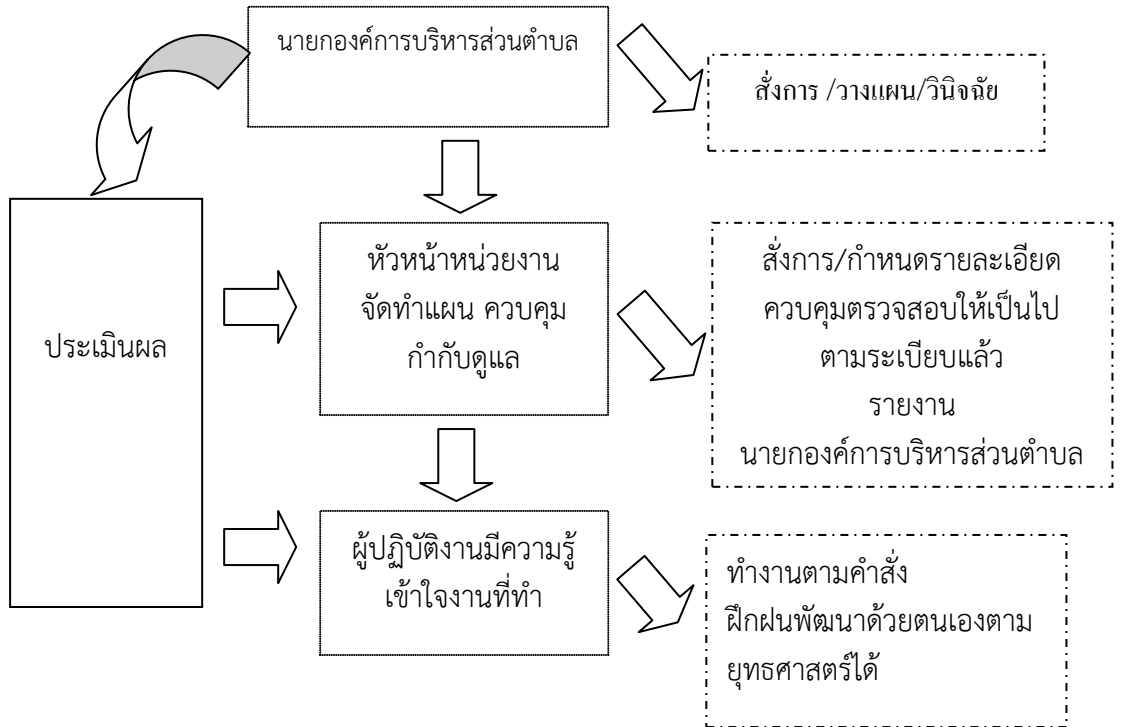 นายกองค์การบริหารส่วนตำบล
สั่งการ /วางแผน/วินิจฉัย
ประเมินผล
หัวหน้าหน่วยงาน
จัดทำแผน ควบคุม
กำกับดูแล
สั่งการ/กำหนดรายละเอียด
ควบคุมตรวจสอบให้เป็นไป
ตามระเบียบแล้ว
รายงาน
นายกองค์การบริหารส่วนตำบล
ผู้ปฏิบัติงานมีความรู้
เข้าใจงานที่ทำ
ทำงานตามคำสั่ง
ฝึกฝนพัฒนาด้วยตนเองตาม
ยุทธศาสตร์ได้